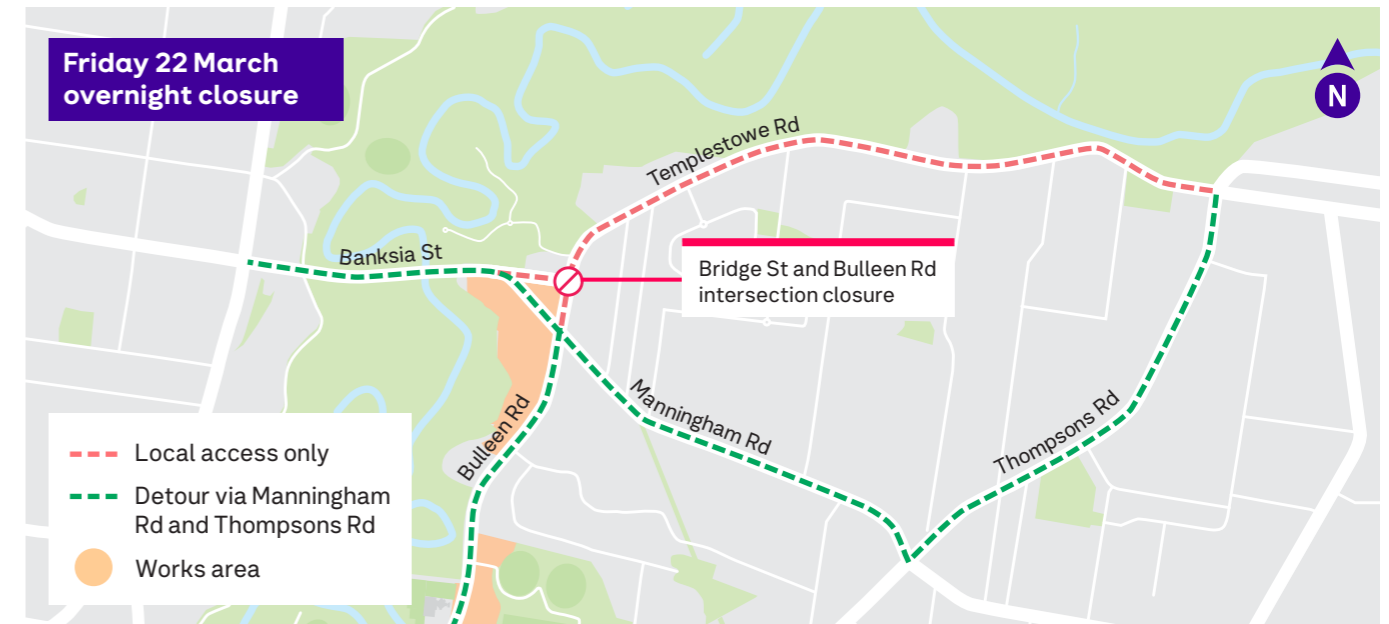 Friday 22 March
overnight closure
N
Templestowe Rd
Banksia St
Bridge St and Bulleen Rd
intersection closure
Manningham Rd
Bulleen Rd
Thompsons Rd
Local access only
Detour via Manningham
Rd and Thompsons Rd
Works area